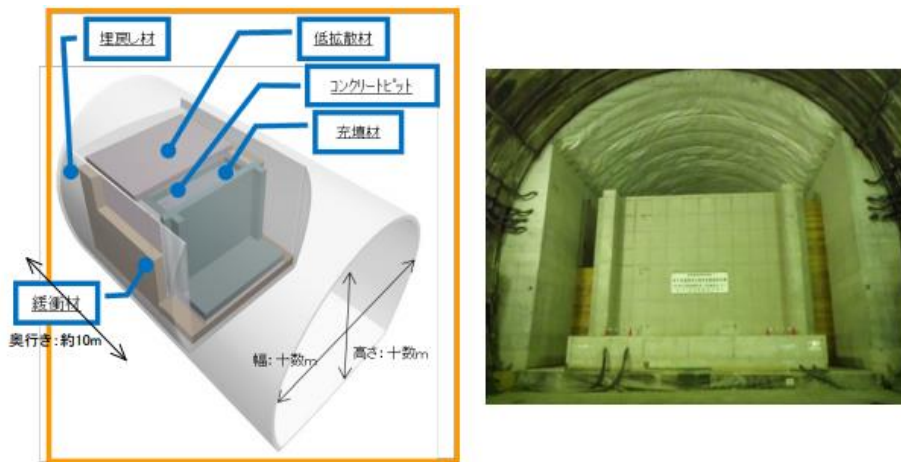 埋戻し材
低拡散材
コンクリートピット
充填材
緩衝材
奥行き:約10m
幅:十数m
高さ:十数m